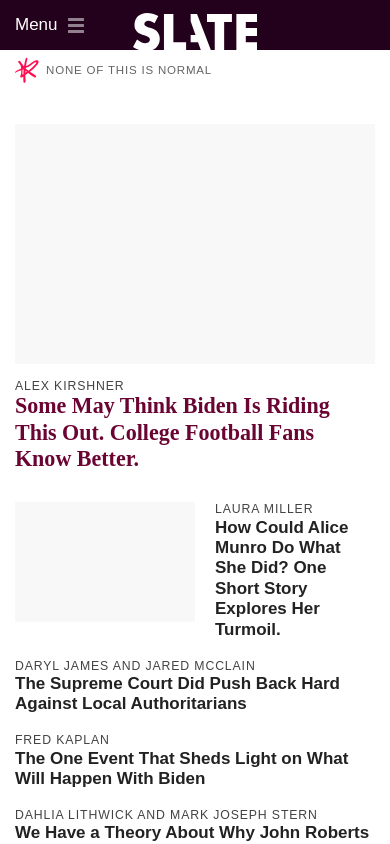 Menu
SLATE
NONE OF THIS IS NORMAL
ALEX KIRSHNER
Some May Think Biden Is Riding
This Out. College Football Fans
Know Better.
LAURA MILLER
How Could Alice
Munro Do What
She Did? One
Short Story
Explores Her
Turmoil.
DARYL JAMES AND JARED MCCLAIN
The Supreme Court Did Push Back Hard
Against Local Authoritarians
FRED KAPLAN
The One Event That Sheds Light on What
Will Happen With Biden
DAHLIA LITHWICK AND MARK JOSEPH STERN
We Have a Theory About Why John Roberts